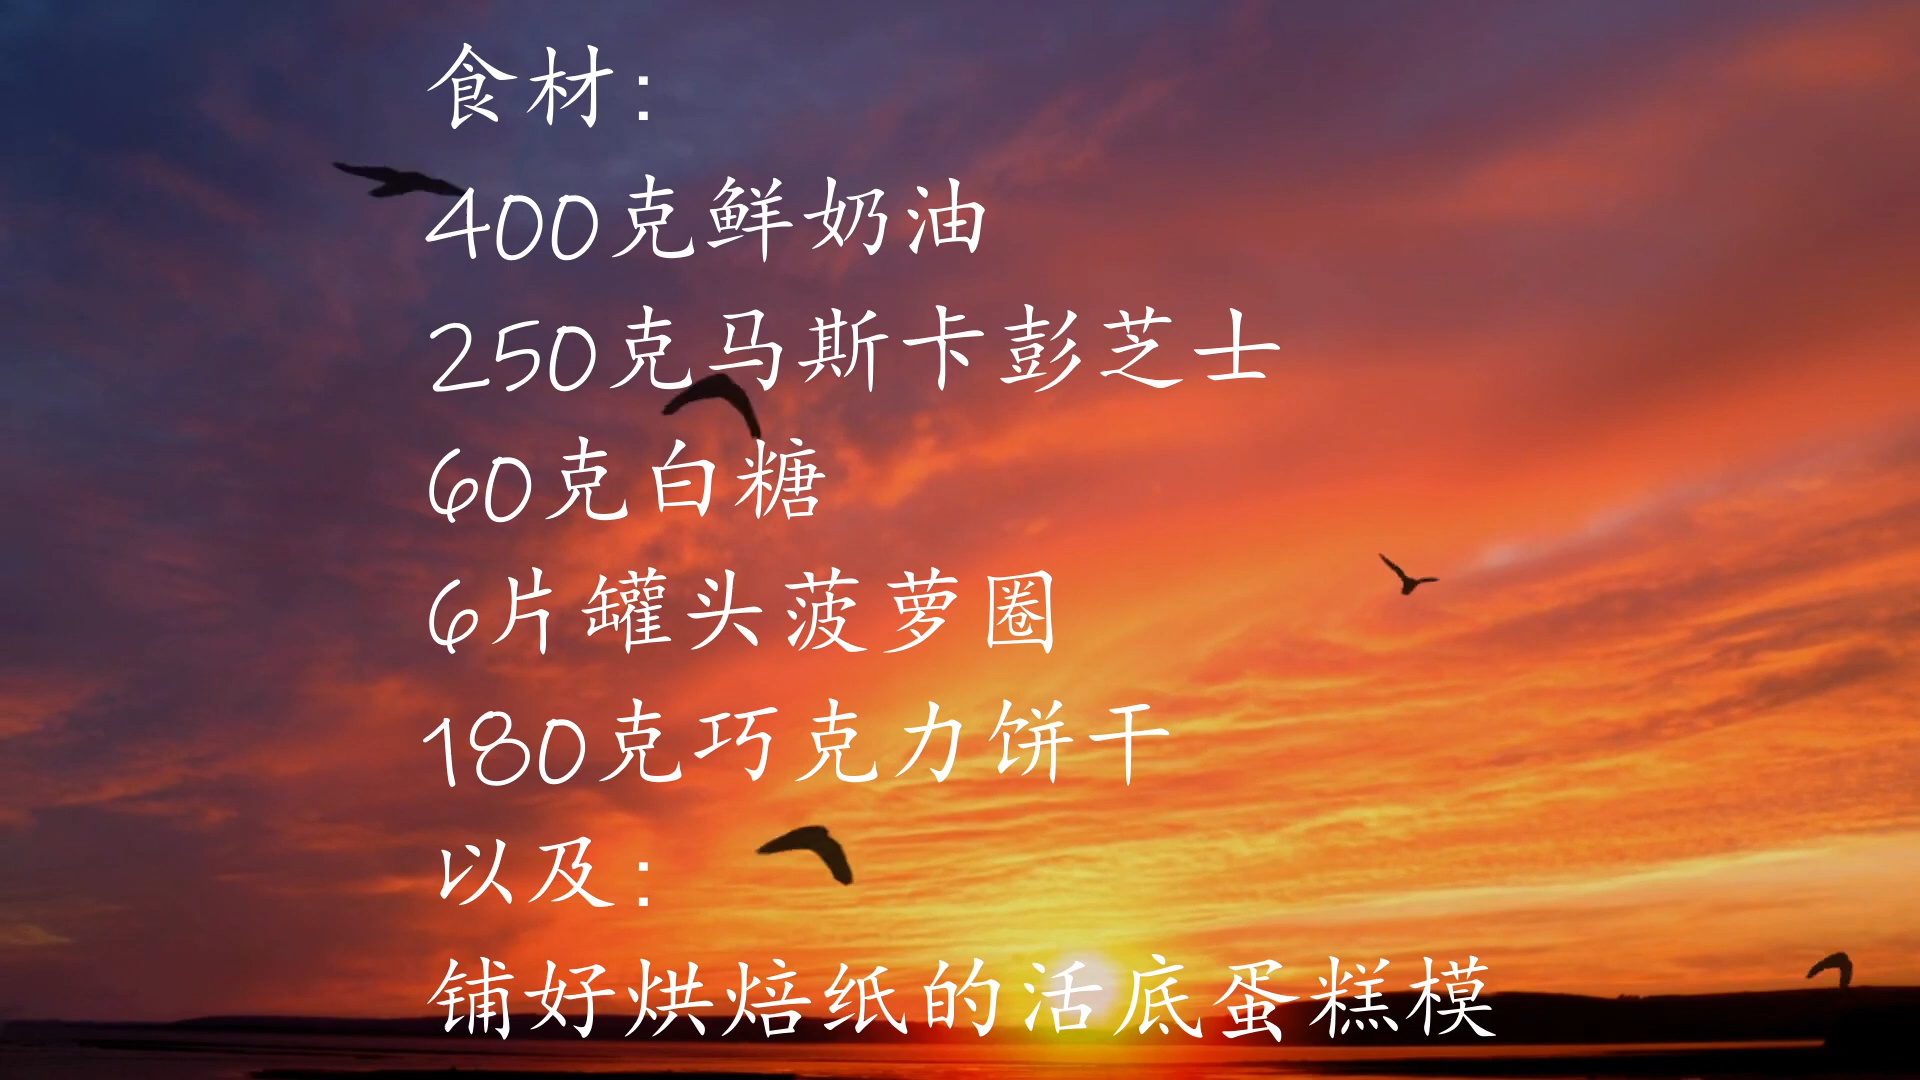 食材：
400克鲜奶油
250克马斯卡彭芝士
60克白糖
6片罐头菠萝圈
180克巧克力饼干
以及：
铺好烘焙纸的活底蛋糕模